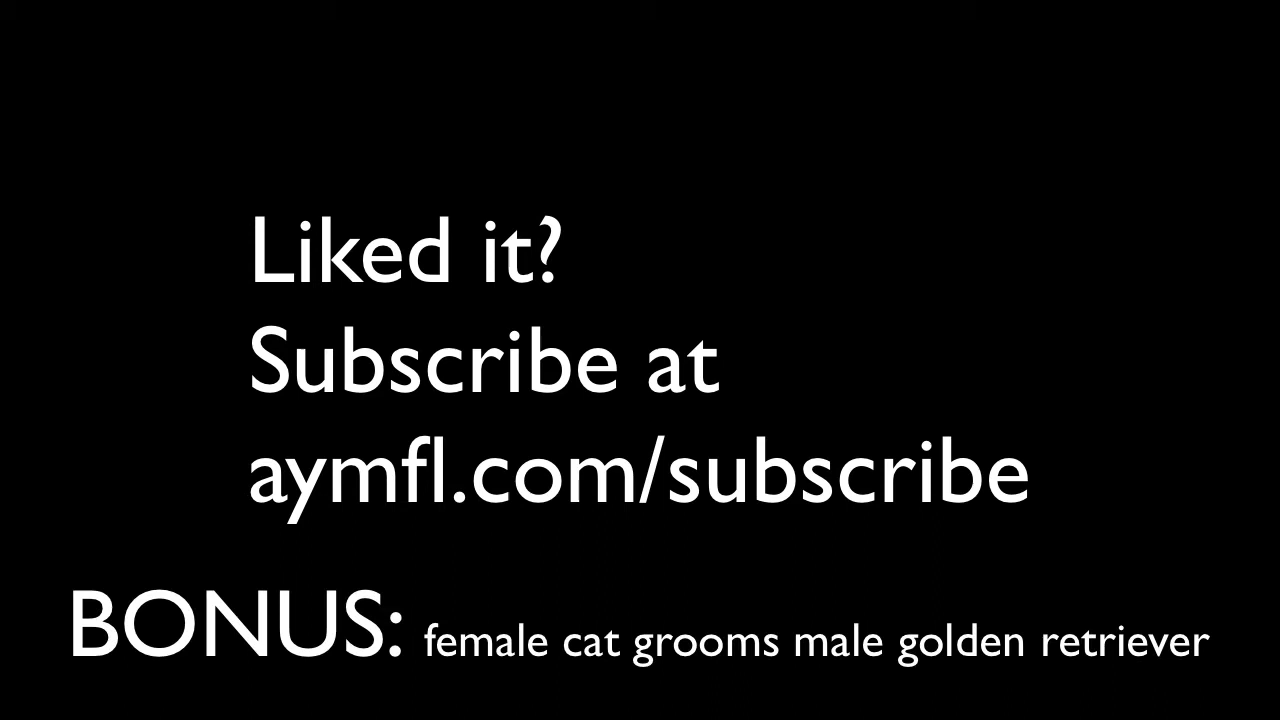 Liked it?
Subscribe at
aymfl.com/subscribe
BONUS: female cat grooms male golden retriever